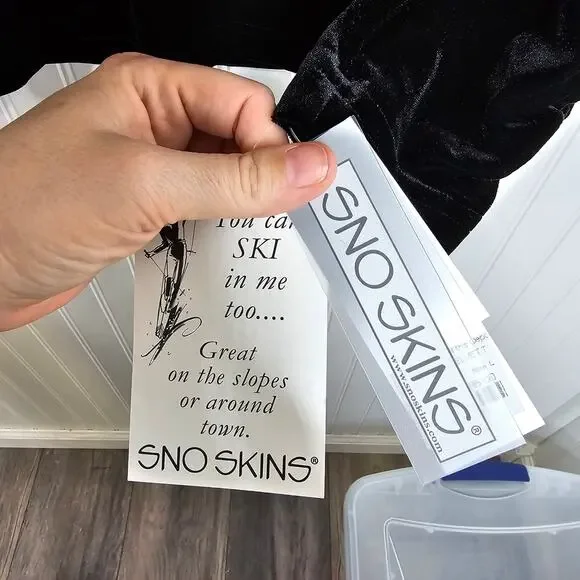 You can
SKI
in me
too....
Great
on the slopes
or around
town.
SNO SKINS®
SNO SKINS®
www.snoskins.com
L